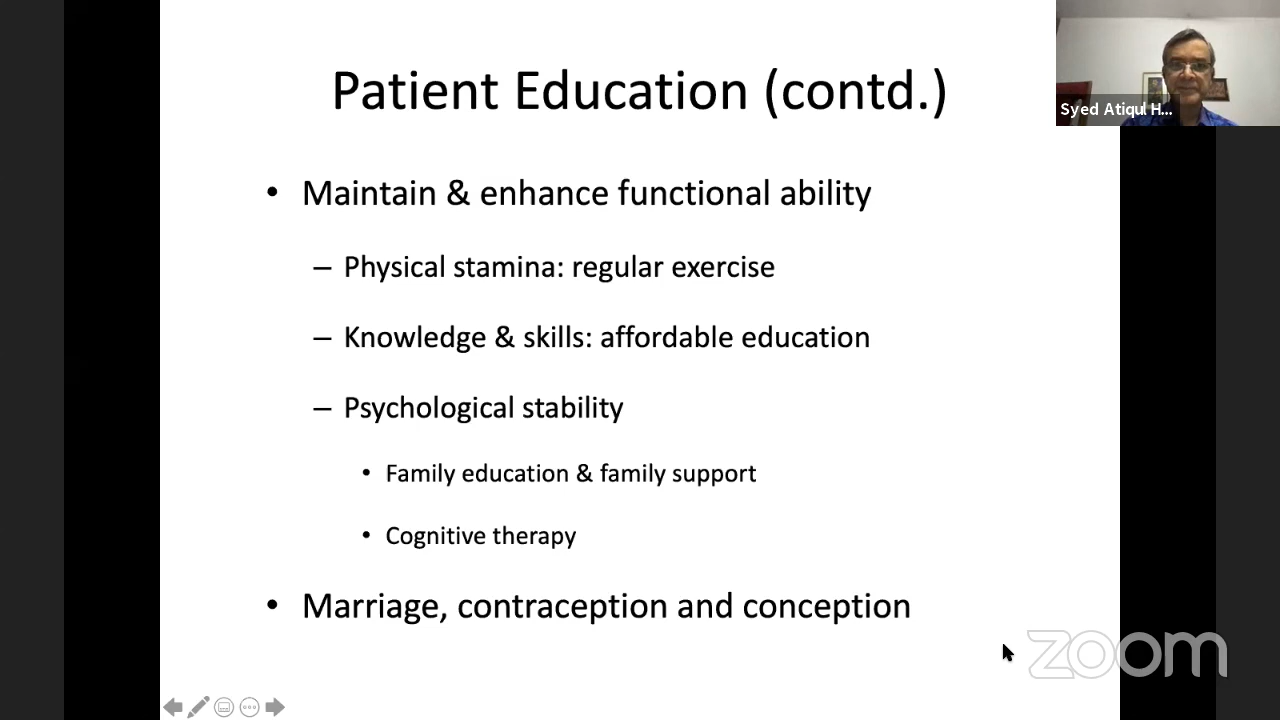 Patient Education (contd.)
Syed Atiqul H...
• Maintain & enhance functional ability
– Physical stamina: regular exercise
– Knowledge & skills: affordable education
– Psychological stability
• Family education & family support
• Cognitive therapy
• Marriage, contraception and conception
zoom